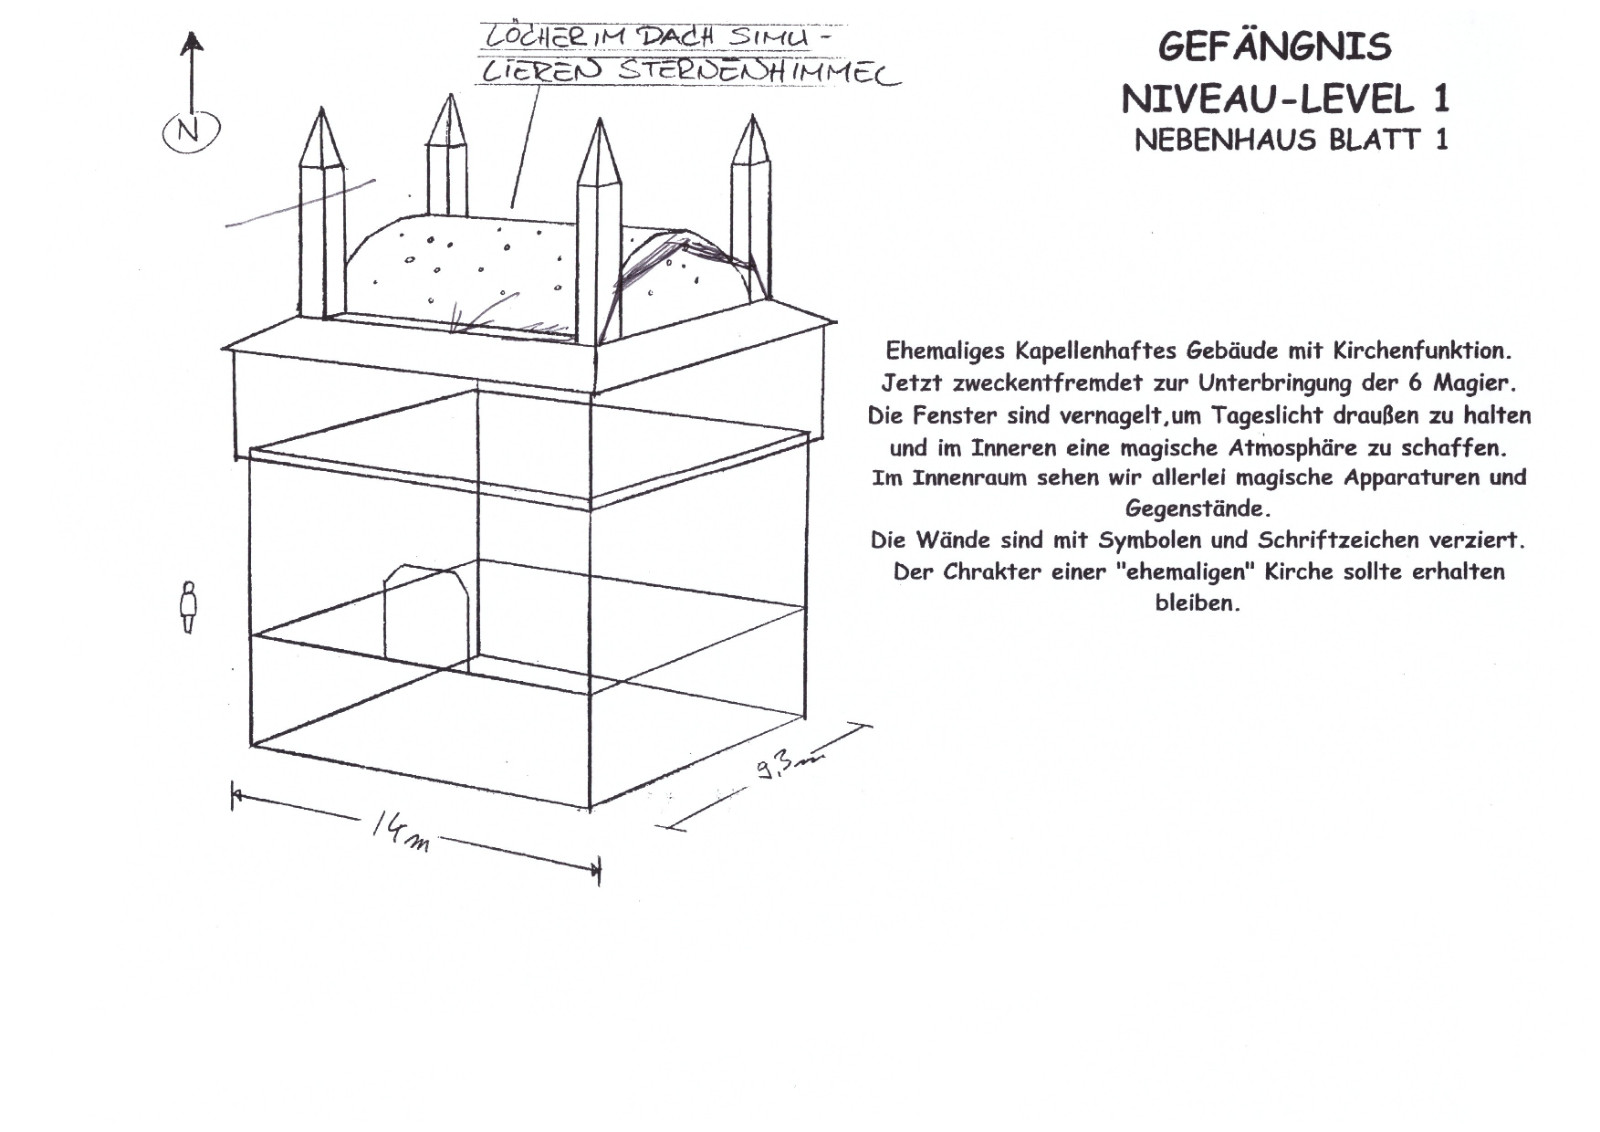 LÖCHER IM DACH SIMU-
LIEREN STERNENHIMMEL
N
GEFÄNGNIS
NIVEAU-LEVEL 1
NEBENHAUS BLATT 1
Ehemaliges Kapellenhaftes Gebäude mit Kirchenfunktion.
Jetzt zweckentfremdet zur Unterbringung der 6 Magier.
Die Fenster sind vernagelt,um Tageslicht draußen zu halten
und im Inneren eine magische Atmosphäre zu schaffen.
Im Innenraum sehen wir allerlei magische Apparaturen und
Gegenstände.
Die Wände sind mit Symbolen und Schriftzeichen verziert.
Der Chrakter einer "ehemaligen" Kirche sollte erhalten
bleiben.
9,3m
14m